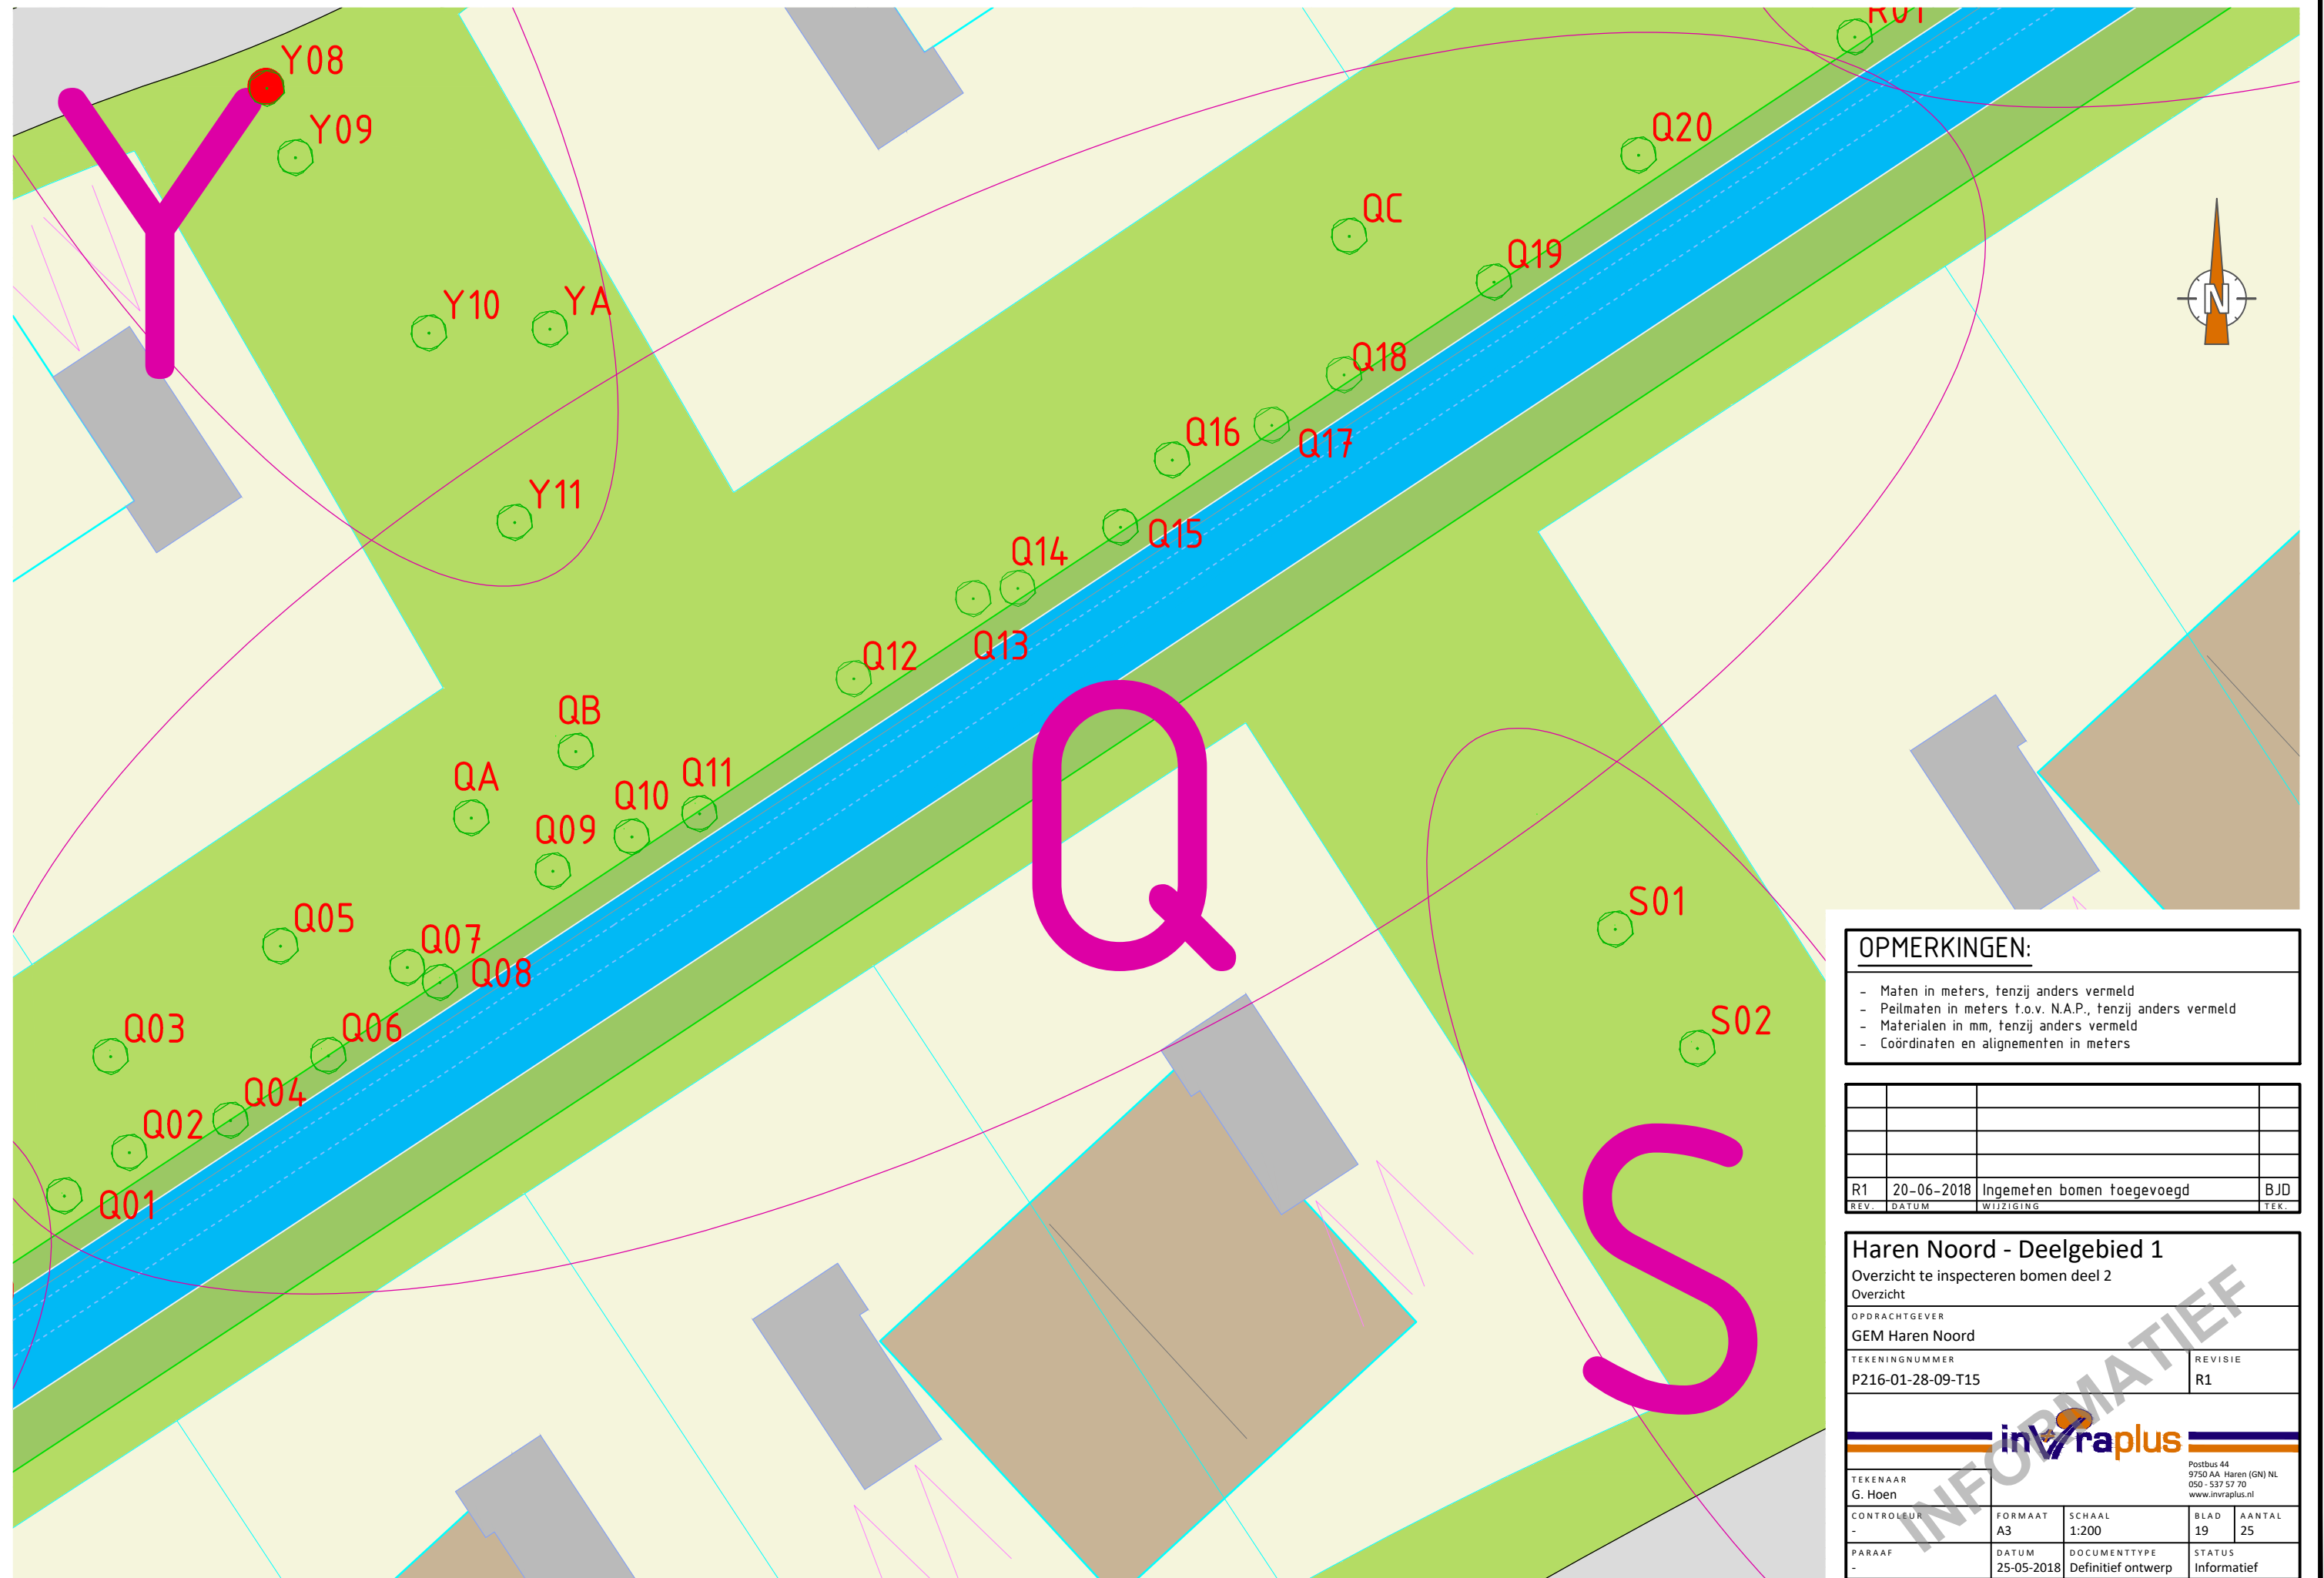 R01
Y08
Y09
Q20
QC
Q19
Y10
YA
Q18
Q16
Q17
Y11
Q15
Q14
Q13
Q12
QB
QA
Q11
Q10
Q09
Q05
Q07
Q08
Q03
Q06
Q04
Q02
Q01
S01
S02
Y
Q
S
N
OPMERKINGEN:
- Maten in meters, tenzij anders vermeld
- Peilmaten in meters t.o.v. N.A.P., tenzij anders vermeld
- Materialen in mm, tenzij anders vermeld
- Coördinaten en alignementen in meters
R1 20-06-2018 Ingemeten bomen toegevoegd BJD
REV. DATUM WIJZIGING TEK.
Haren Noord - Deelgebied 1
Overzicht te inspecteren bomen deel 2
Overzicht
OPDRACHTGEVER
GEM Haren Noord
TEKENINGNUMMER REVISIE
P216-01-28-09-T15 R1
invraplus
Postbus 44
9750 AA Haren (GN) NL
050 - 537 57 70
www.invraplus.nl
TEKENAAR
G. Hoen
CONTROLEUR FORMAAT SCHAAL BLAD AANTAL
- A3 1:200 19 25
PARAAF DATUM DOCUMENTTYPE STATUS
- 25-05-2018 Definitief ontwerp Informatief
INFORMATIEF